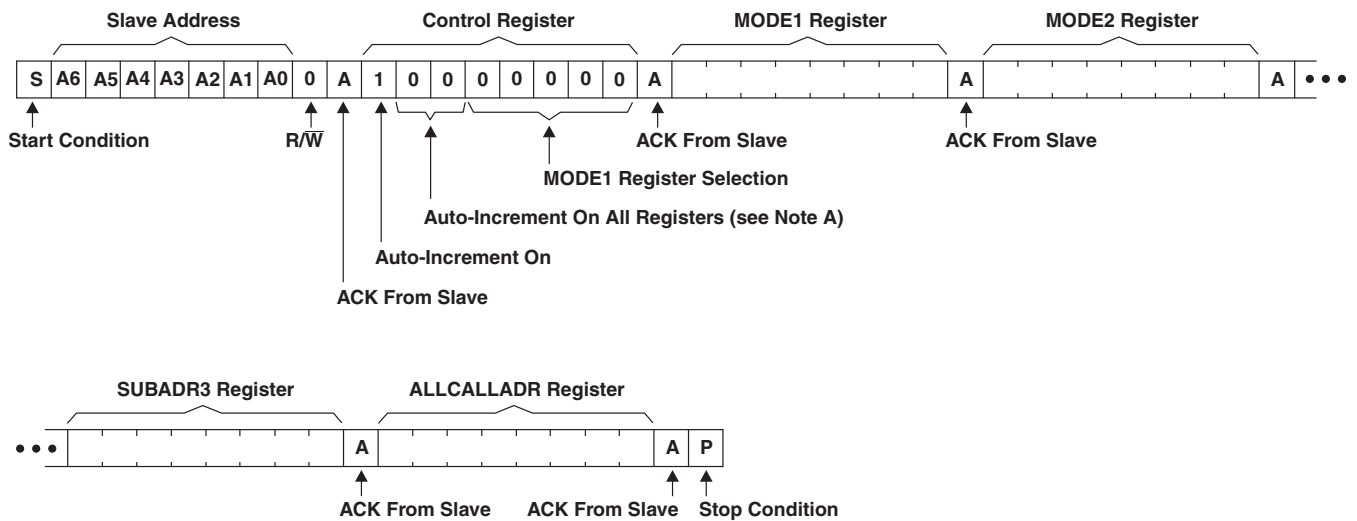 Slave Address Control Register MODE1 Register MODE2 Register
S A6 A5 A4 A3 A2 A1 A0 0 A 1 0 0 0 0 0 0 0 A A A •••
Start Condition R/W̅ ACK From Slave ACK From Slave
MODE1 Register Selection
Auto-Increment On All Registers (see Note A)
Auto-Increment On
ACK From Slave
SUBADR3 Register ALLCALLADR Register
••• A A P
ACK From Slave ACK From Slave Stop Condition